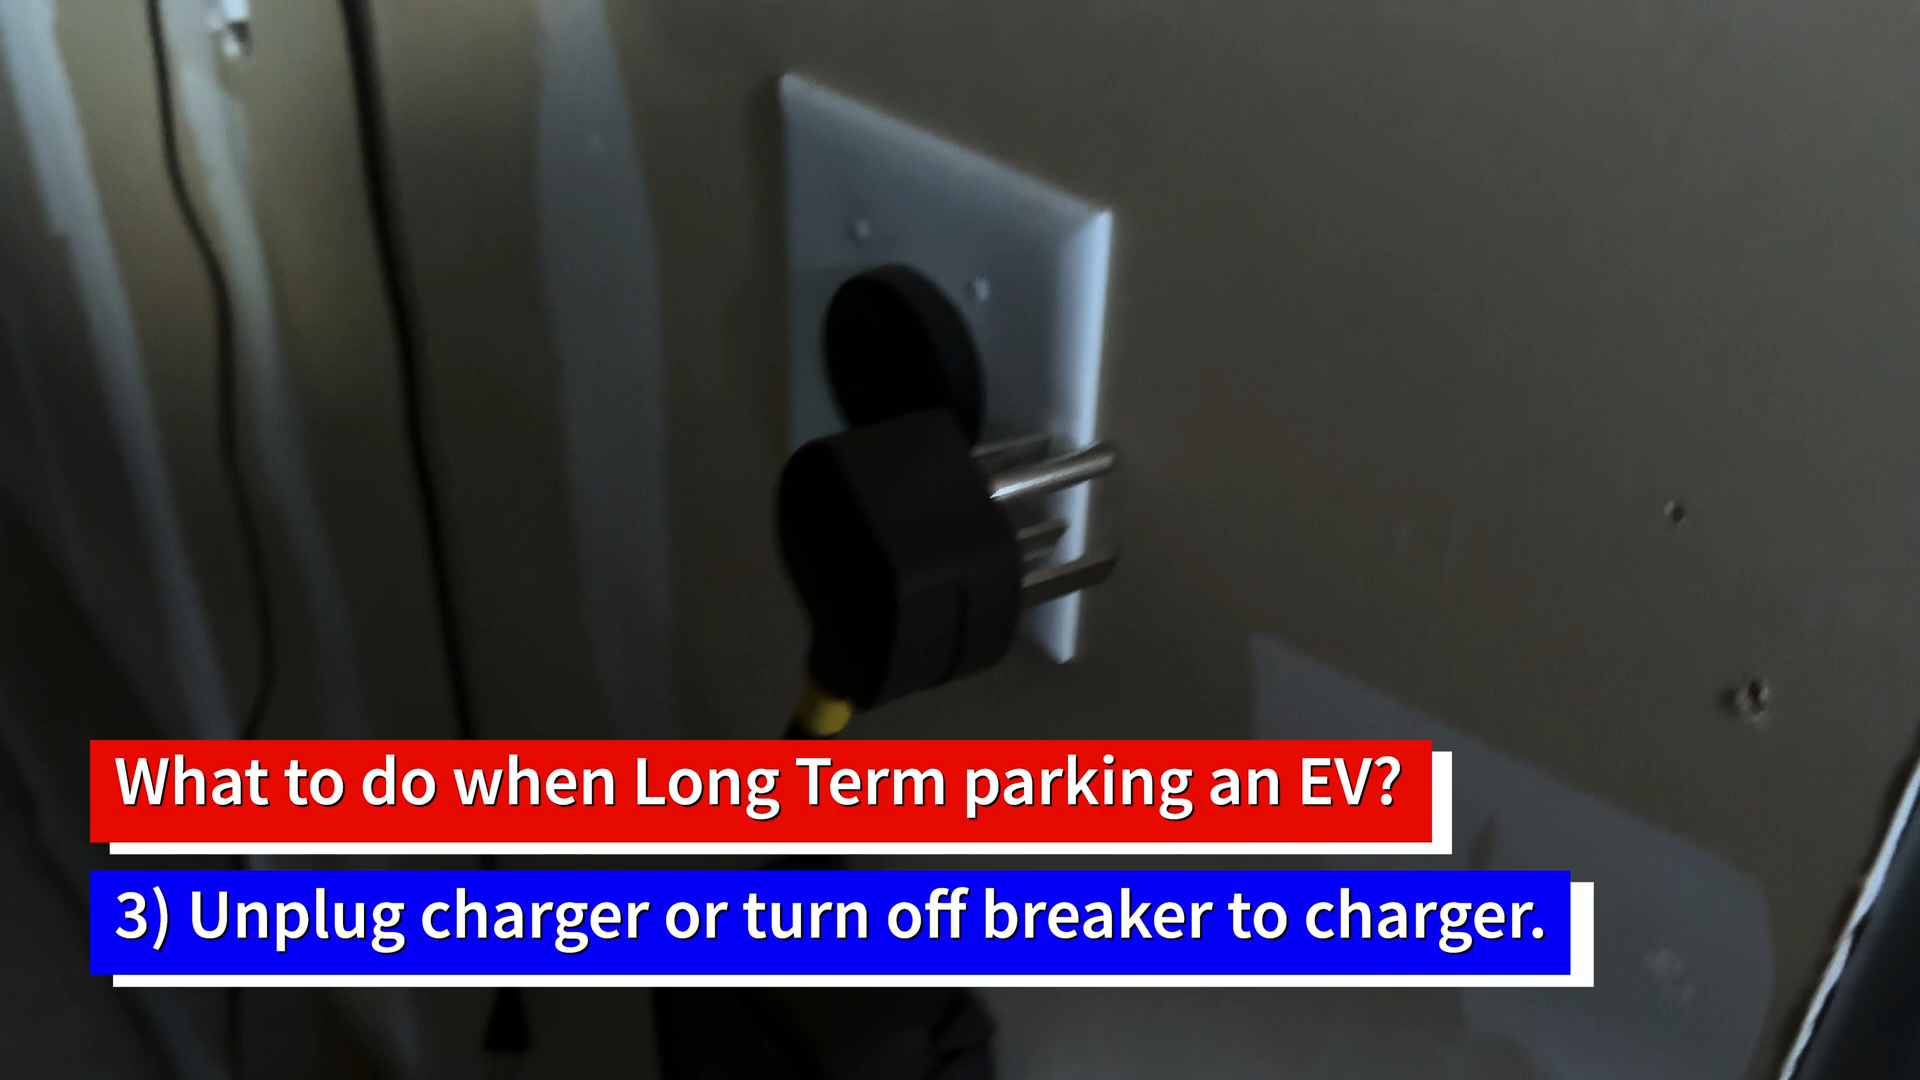 What to do when Long Term parking an EV?
3) Unplug charger or turn off breaker to charger.